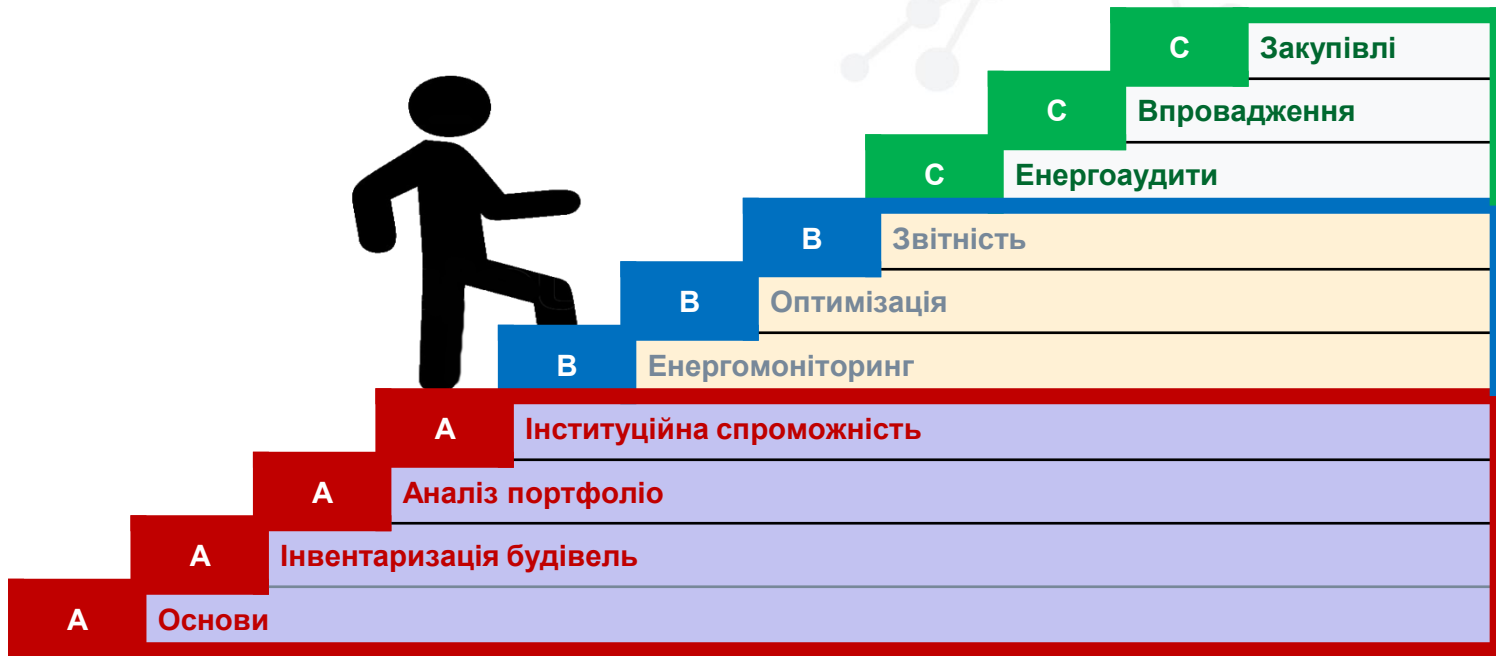 C Закупівлі
C Впровадження
C Енергоаудити
B Звітність
B Оптимізація
B Енергомоніторинг
A Інституційна спроможність
A Аналіз портфоліо
A Інвентаризація будівель
A Основи